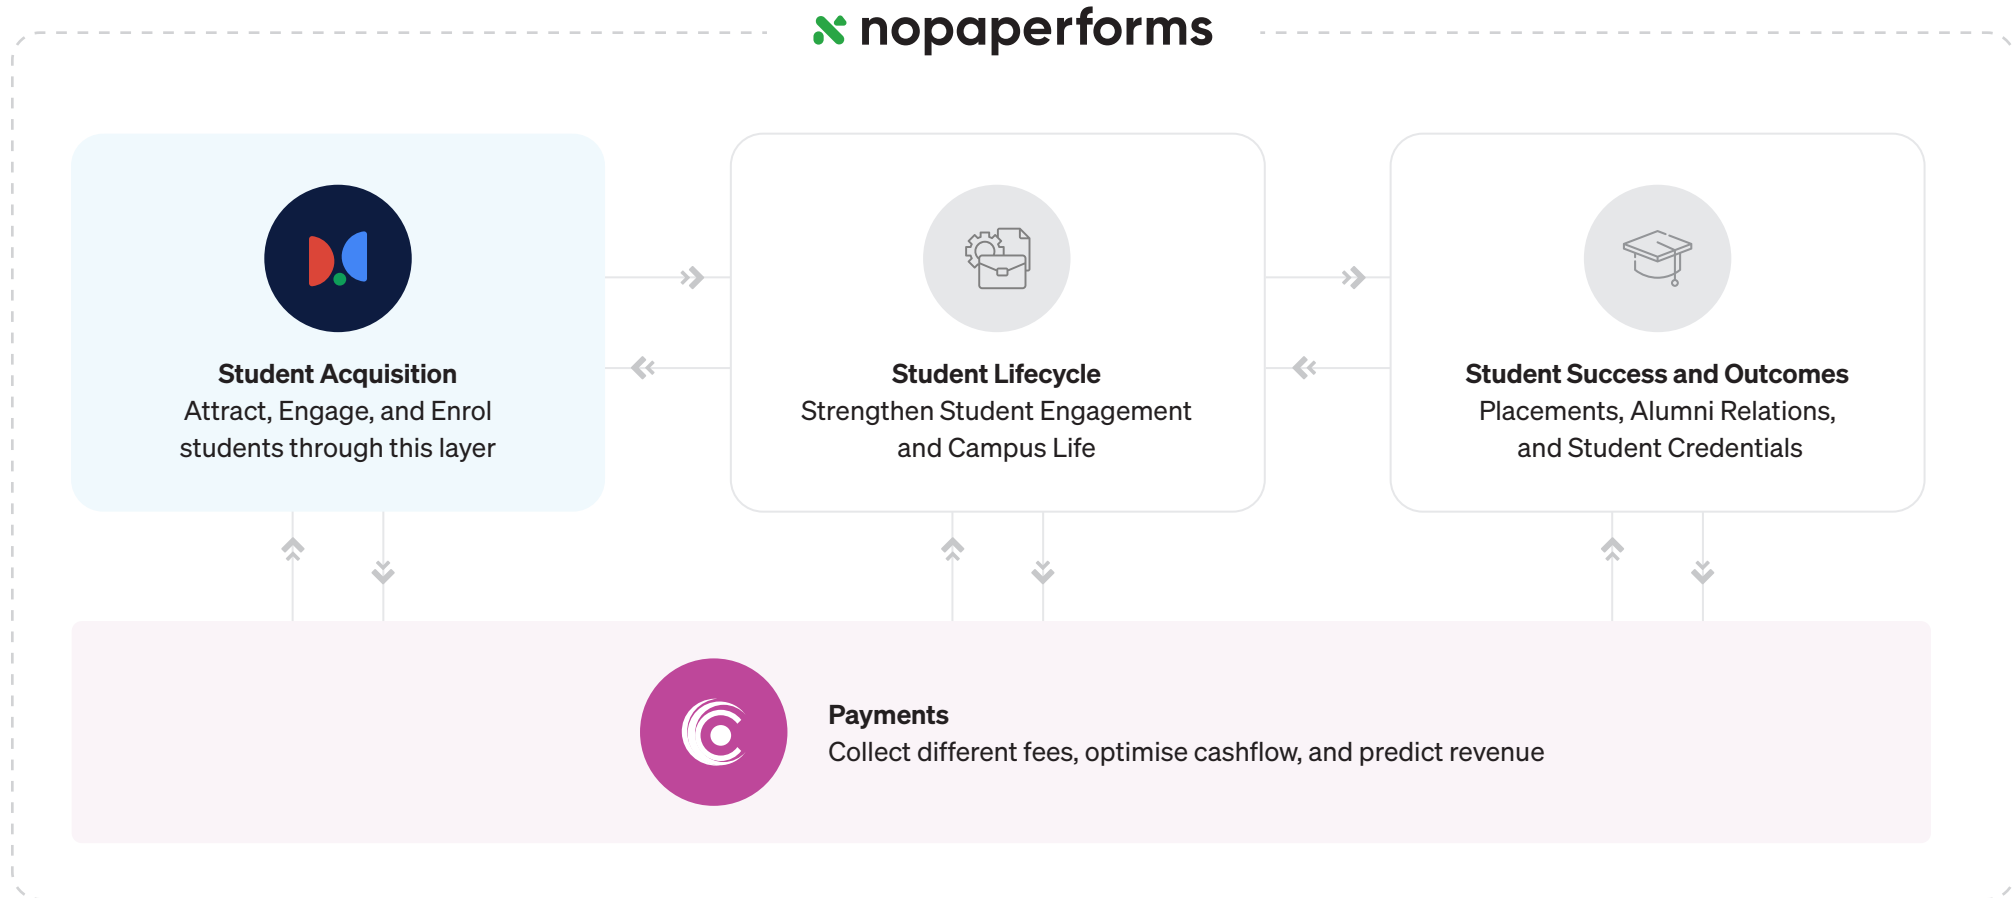 nopaperforms
Student Acquisition
Attract, Engage, and Enrol
students through this layer
Student Lifecycle
Strengthen Student Engagement
and Campus Life
Student Success and Outcomes
Placements, Alumni Relations,
and Student Credentials
Payments
Collect different fees, optimise cashflow, and predict revenue